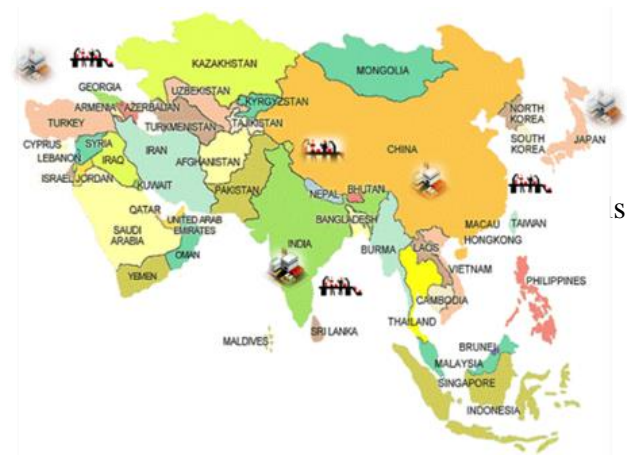 KAZAKHSTAN
MONGOLIA
GEORGIA
UZBEKISTAN
KYRGYZSTAN
ARMENIA
AZERBAIJAN
TURKEY
TURKMENISTAN
TAJIKISTAN
NORTH
KOREA
SOUTH
KOREA
JAPAN
CYPRUS
SYRIA
LEBANON
IRAQ
IRAN
AFGHANISTAN
CHINA
ISRAEL
JORDAN
KUWAIT
PAKISTAN
NEPAL
BHUTAN
QATAR
UNITED ARAB
EMIRATES
BANGLADESH
MACAU
TAIWAN
HONGKONG
as
SAUDI
ARABIA
OMAN
INDIA
BURMA
LAOS
YEMEN
VIETNAM
CAMBODIA
PHILIPPINES
THAILAND
MALDIVES
SRI LANKA
BRUNEI
MALAYSIA
SINGAPORE
INDONESIA